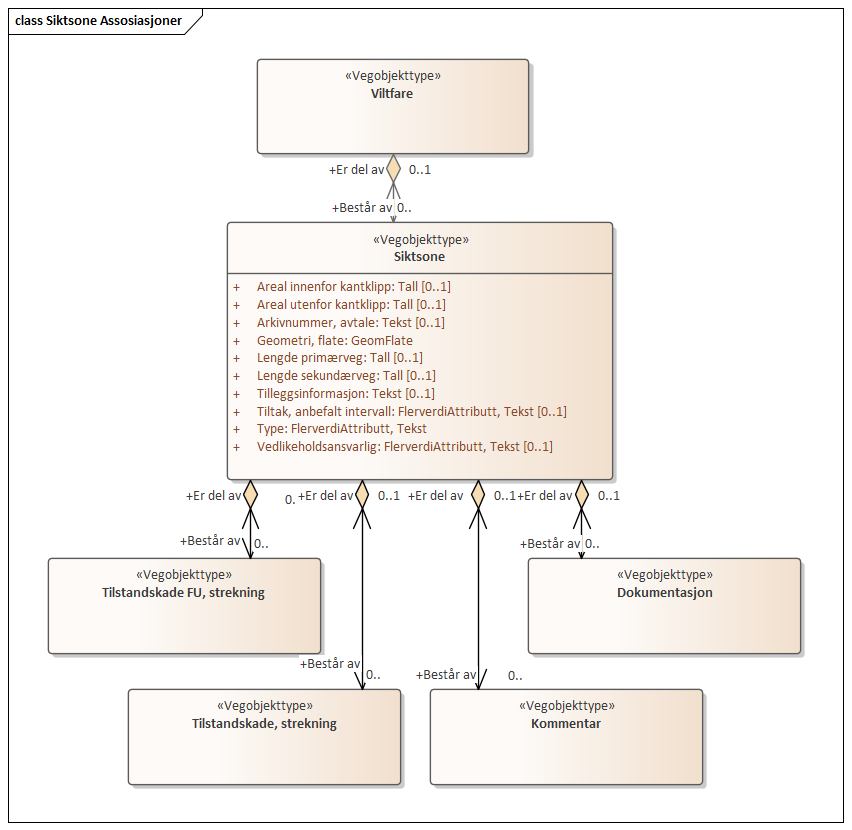 class Siktsone Assosiasjoner
«Vegobjekttype»
Viltfare
+Er del av 0..1
+Består av 0..
«Vegobjekttype»
Siktsone
+ Areal innenfor kantklipp: Tall [0..1]
+ Areal utenfor kantklipp: Tall [0..1]
+ Arkivnummer, avtale: Tekst [0..1]
+ Geometri, flate: GeomFlate
+ Lengde primærveg: Tall [0..1]
+ Lengde sekundærveg: Tall [0..1]
+ Tilleggsinformasjon: Tekst [0..1]
+ Tiltak, anbefalt intervall: FlerverdiAttributt, Tekst [0..1]
+ Type: FlerverdiAttributt, Tekst
+ Vedlikeholdsansvarlig: FlerverdiAttributt, Tekst [0..1]
+Er del av 0. +Er del av 0..1 +Er del av 0..1 +Er del av 0..1
+Består av 0.. +Består av 0..
«Vegobjekttype»
Tilstandskade FU, strekning
«Vegobjekttype»
Dokumentasjon
+Består av 0.. +Består av 0..
«Vegobjekttype»
Tilstandskade, strekning
«Vegobjekttype»
Kommentar